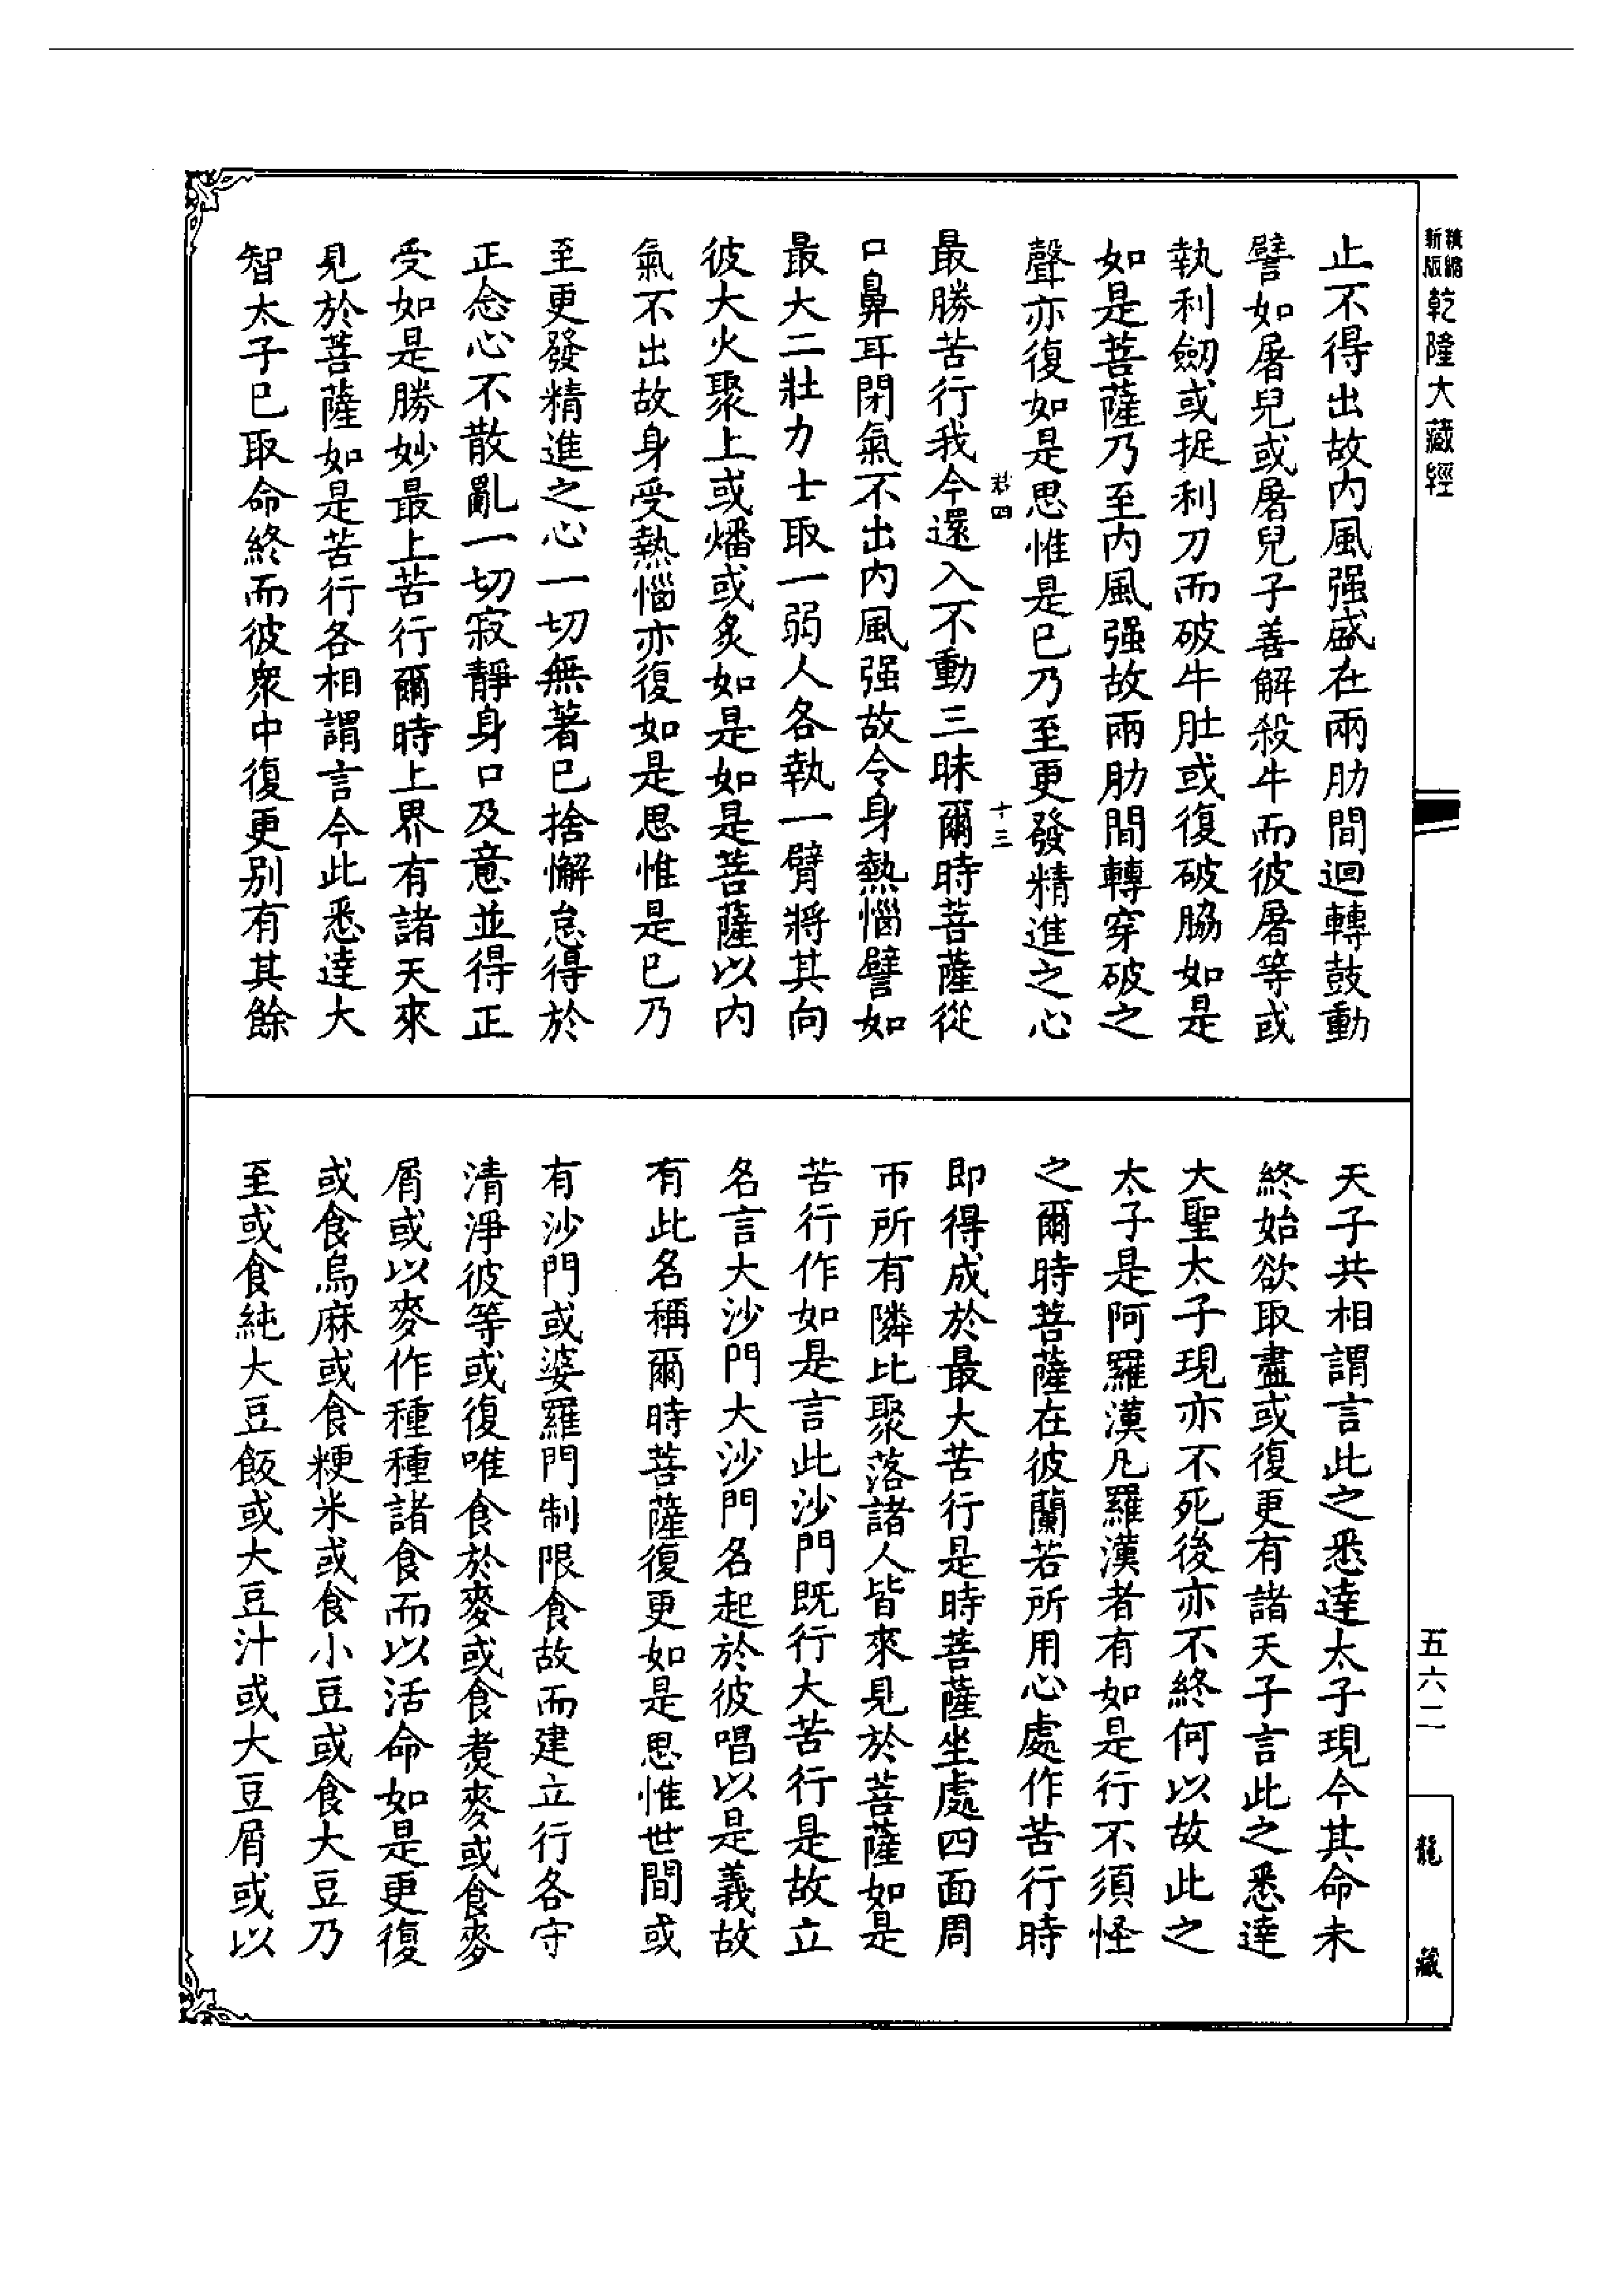 新版精縮乾隆大藏經
止不得出故内風强盛在兩肋間迴轉鼓動
譬如屠兒或屠兒子善解殺牛而彼屠等或
執利劒或捉利刀而破牛肚或復破脇如是
如是菩薩乃至内風强故兩肋間轉穿破之
聲亦復如是思惟是已乃至更發精進之心
十三
最勝苦行我今還入不動三昧爾時菩薩從
口鼻耳閉氣不出内風强故令身熱惱譬如
最大二壯力士取一弱人各執一臂將其向
彼大火聚上或燔或炙如是如是菩薩以内
氣不出故身受熱惱亦復如是思惟是已乃
至更發精進之心一切無著已捨懈怠得於
正念心不散亂一切寂靜身口及意並得正
受如是勝妙最上苦行爾時上界有諸天來
見於菩薩如是苦行各相謂言今此悉達大
智太子已取命終而彼衆中復更别有其餘
天子共相謂言此之悉達太子現今其命未
終始欲取盡或復更有諸天子言此之悉達
大聖太子現亦不死後亦不終何以故此之
太子是阿羅漢凡羅漢者有如是行不須怪
之爾時菩薩在彼蘭若所用心處作苦行時
即得成於最大苦行是時菩薩坐處四面周
帀所有隣比聚落諸人皆來見於菩薩如是
苦行作如是言此沙門既行大苦行是故立
名言大沙門大沙門名起於彼唱以是義故
有此名稱爾時菩薩復更如是思惟世間或
有沙門或婆羅門制限食故而建立行各守
清淨彼等或復唯食於麥或食煑麥或食麥
屑或以麥作種種諸食而以活命如是更復
或食烏麻或食粳米或食小豆或食大豆乃
至或食純大豆飯或大豆汁或大豆屑或以
五六二
龍藏